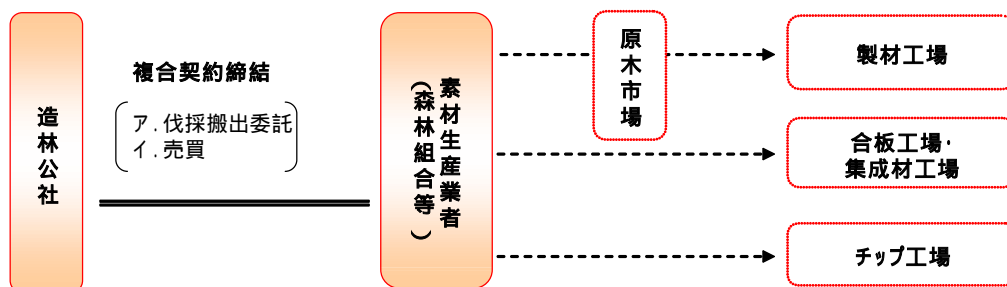 造林公社
複合契約締結
ア.伐採搬出委託
イ.売買
素材生産業者
(森林組合等)
原木市場
製材工場
合板工場・
集成材工場
チップ工場